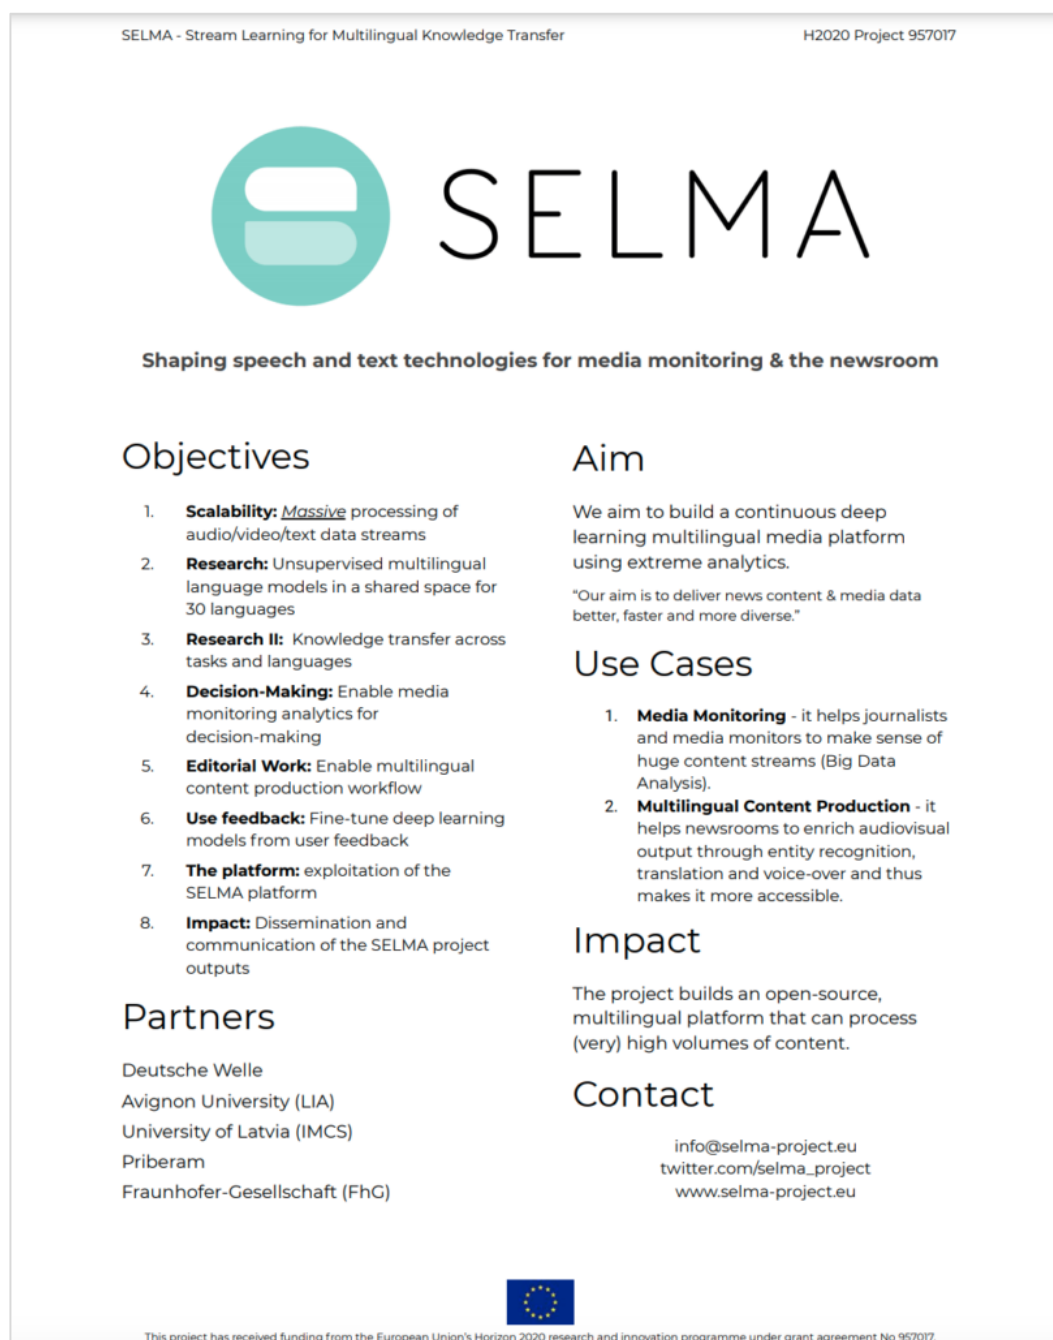 SELMA - Stream Learning for Multilingual Knowledge Transfer
H2020 Project 957017
SELMA
Shaping speech and text technologies for media monitoring & the newsroom
Objectives
1. Scalability: Massive processing of
audio/video/text data streams
2. Research: Unsupervised multilingual
language models in a shared space for
30 languages
3. Research II: Knowledge transfer across
tasks and languages
4. Decision-Making: Enable media
monitoring analytics for
decision-making
5. Editorial Work: Enable multilingual
content production workflow
6. Use feedback: Fine-tune deep learning
models from user feedback
7. The platform: exploitation of the
SELMA platform
8. Impact: Dissemination and
communication of the SELMA project
outputs
Partners
Deutsche Welle
Avignon University (LIA)
University of Latvia (IMCS)
Priberam
Fraunhofer-Gesellschaft (FhG)
Aim
We aim to build a continuous deep
learning multilingual media platform
using extreme analytics.
“Our aim is to deliver news content & media data
better, faster and more diverse.”
Use Cases
1. Media Monitoring - it helps journalists
and media monitors to make sense of
huge content streams (Big Data
Analysis).
2. Multilingual Content Production - it
helps newsrooms to enrich audiovisual
output through entity recognition,
translation and voice-over and thus
makes it more accessible.
Impact
The project builds an open-source,
multilingual platform that can process
(very) high volumes of content.
Contact
info@selma-project.eu
twitter.com/selma_project
www.selma-project.eu
This project has received funding from the European Union's Horizon 2020 research and innovation programme under grant agreement No 957017.